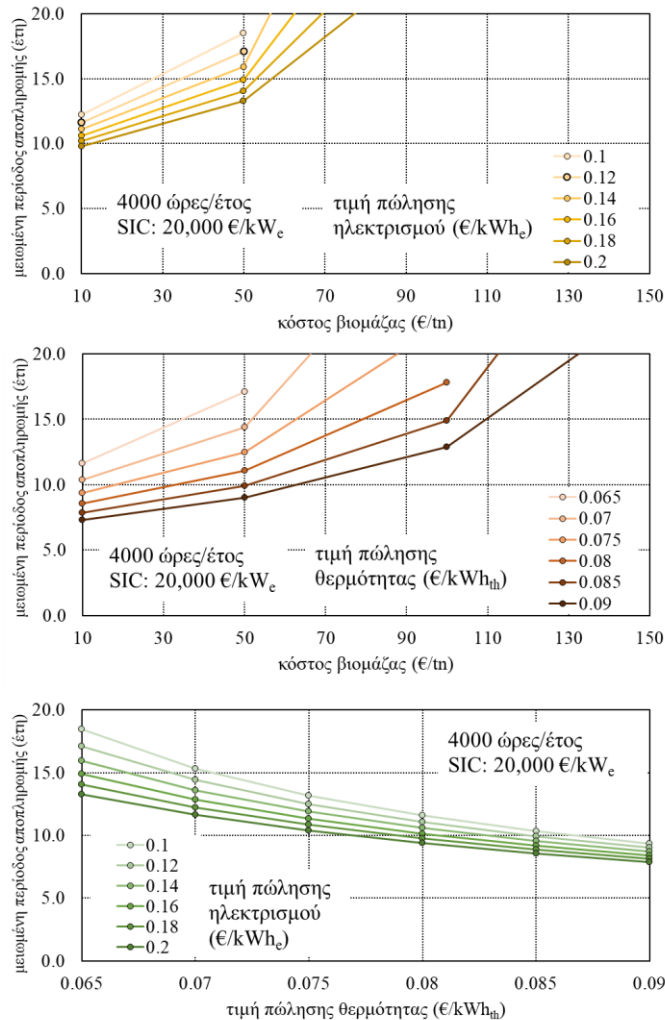 μειωμένη περίοδος αποπληρωμής (έτη)
20.0
15.0
10.0
5.0
0.0
4000 ώρες/έτος
SIC: 20,000 €/kWe
τιμή πώλησης
ηλεκτρισμού (€/kWhe)
0.1
0.12
0.14
0.16
0.18
0.2
10 30 50 70 90 110 130 150
κόστος βιομάζας (€/tn)
μειωμένη περίοδος αποπληρωμής (έτη)
20.0
15.0
10.0
5.0
0.0
4000 ώρες/έτος
SIC: 20,000 €/kWe
τιμή πώλησης
θερμότητας (€/kWhth)
0.065
0.07
0.075
0.08
0.085
0.09
10 30 50 70 90 110 130 150
κόστος βιομάζας (€/tn)
μειωμένη περίοδος αποπληρωμής (έτη)
20.0
15.0
10.0
5.0
0.0
4000 ώρες/έτος
SIC: 20,000 €/kWe
0.1
0.12
0.14
0.16
0.18
0.2
τιμή πώλησης
ηλεκτρισμού
(€/kWhe)
0.065 0.07 0.075 0.08 0.085 0.09
τιμή πώλησης θερμότητας (€/kWhth)